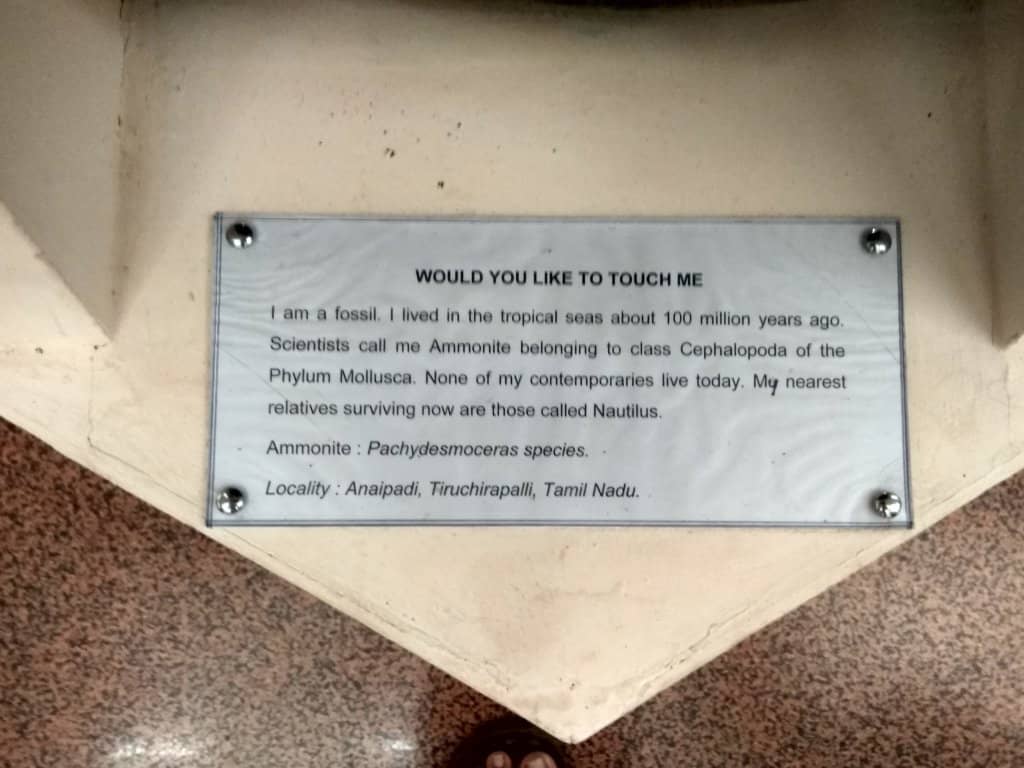 WOULD YOU LIKE TO TOUCH ME
I am a fossil. I lived in the tropical seas about 100 million years ago.
Scientists call me Ammonite belonging to class Cephalopoda of the
Phylum Mollusca. None of my contemporaries live today. My nearest
relatives surviving now are those called Nautilus.
Ammonite : Pachydesmoceras species.
Locality : Anaipadi, Tiruchirapalli, Tamil Nadu.